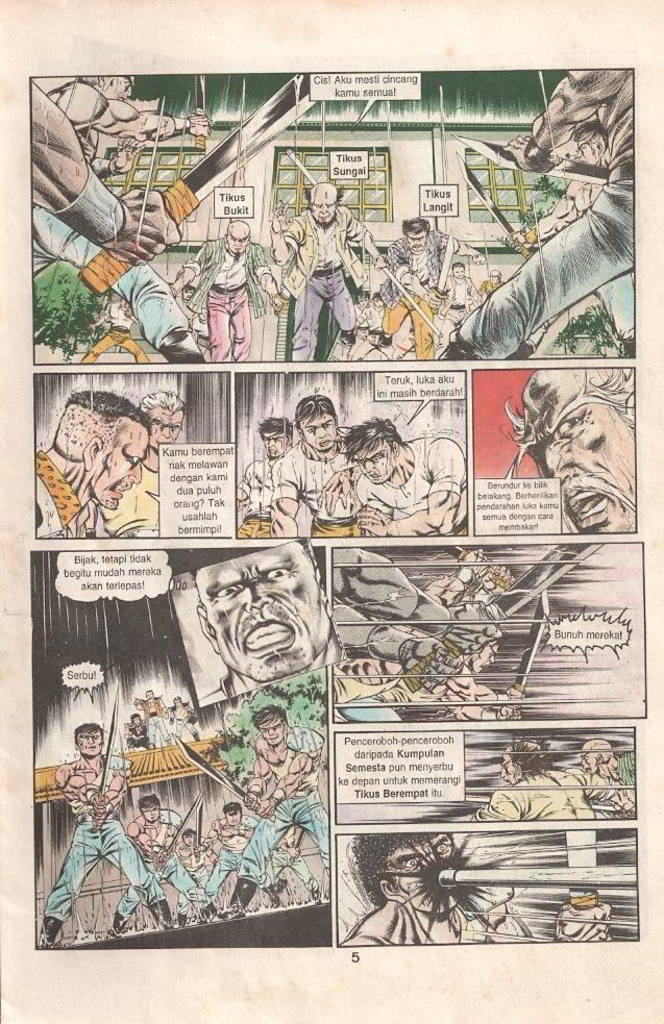 Cis! Aku mesti cincang
kamu semua!
Tikus
Bukit
Tikus
Sungai
Tikus
Langit
Kamu berempat
nak melawan
dengan kami
dua puluh
orang? Tak
usahlah
bermimpi!
Teruk, luka aku
ini masih berdarah!
Berundur ke bilik
belakang. Berhentikan
pendarahan luka kamu
semua dengan cara
membakar!
Bijak, tetapi tidak
begitu mudah mereka
akan terlepas!
Serbu!
Bunuh mereka!
Penceroboh-penceroboh
daripada Kumpulan
Semesta pun menyerbu
ke depan untuk memerangi
Tikus Berempat itu.
5